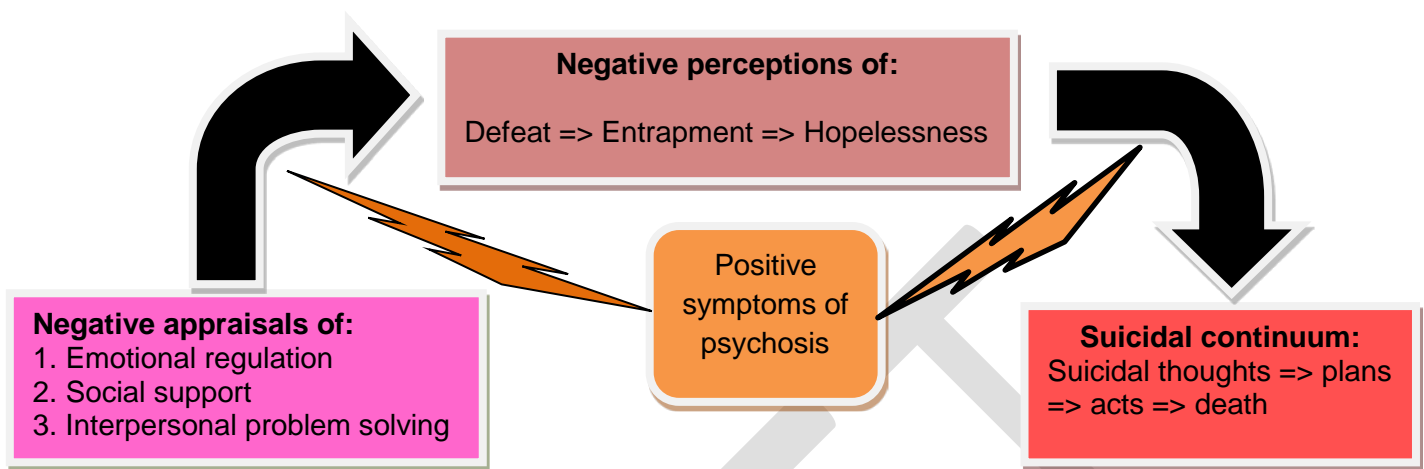 Negative perceptions of:
Defeat => Entrapment => Hopelessness
Positive
symptoms of
psychosis
Negative appraisals of:
1. Emotional regulation
2. Social support
3. Interpersonal problem solving
Suicidal continuum:
Suicidal thoughts => plans
=> acts => death